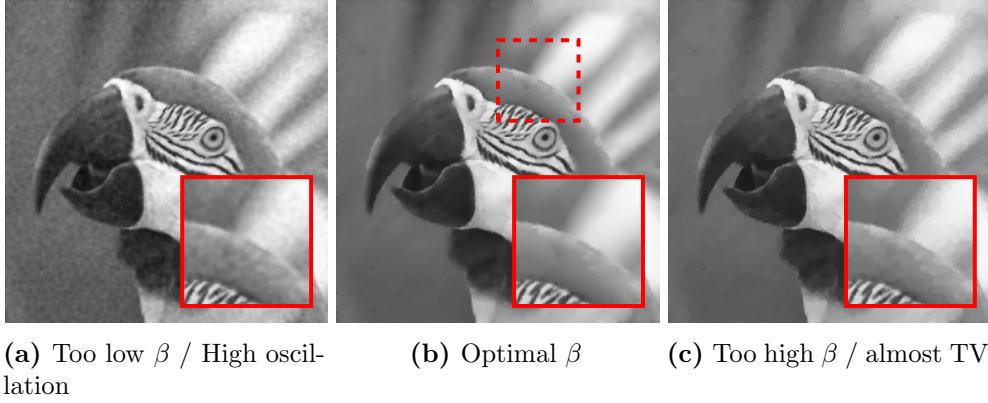 (a) Too low β / High oscil-
lation
(b) Optimal β
(c) Too high β / almost TV